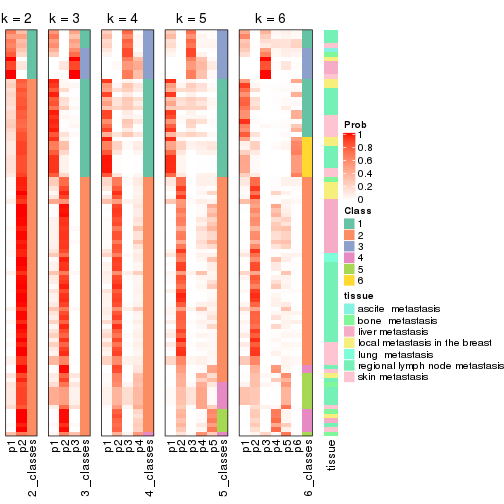 k = 2 k = 3 k = 4 k = 5 k = 6
p1 p2 2_classes
p1 p2 p3 3_classes
p1 p2 p3 p4 4_classes
p1 p2 p3 p4 p5 5_classes
p1 p2 p3 p4 p5 p6 6_classes
tissue
Prob
1
0.8
0.6
0.4
0.2
0
Class
1
2
3
4
5
6
tissue
ascite metastasis
bone metastasis
liver metastasis
local metastasis in the breast
lung metastasis
regional lymph node metastasis
skin metastasis